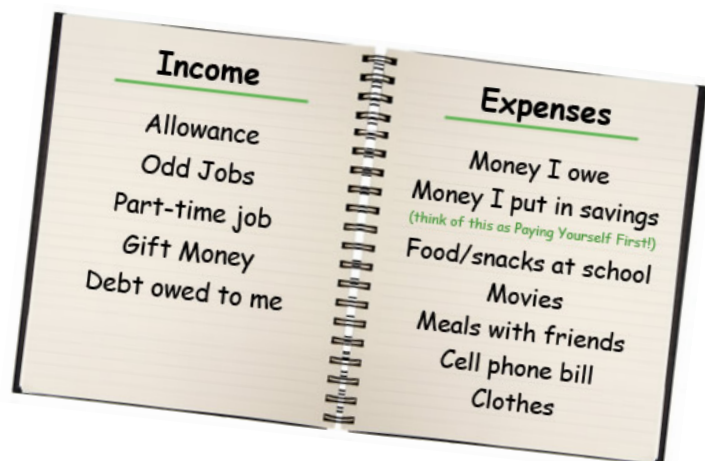 Income
Allowance
Odd Jobs
Part-time job
Gift Money
Debt owed to me
Expenses
Money I owe
Money I put in savings
(think of this as Paying Yourself First!)
Food/snacks at school
Movies
Meals with friends
Cell phone bill
Clothes